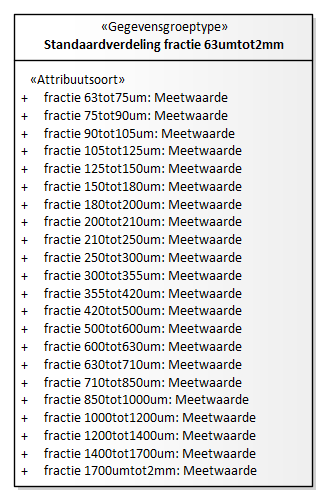 «Gegevensgroeptype»
Standaardverdeling fractie 63umtot2mm
«Attribuutsoort»
+ fractie 63tot75um: Meetwaarde
+ fractie 75tot90um: Meetwaarde
+ fractie 90tot105um: Meetwaarde
+ fractie 105tot125um: Meetwaarde
+ fractie 125tot150um: Meetwaarde
+ fractie 150tot180um: Meetwaarde
+ fractie 180tot200um: Meetwaarde
+ fractie 200tot210um: Meetwaarde
+ fractie 210tot250um: Meetwaarde
+ fractie 250tot300um: Meetwaarde
+ fractie 300tot355um: Meetwaarde
+ fractie 355tot420um: Meetwaarde
+ fractie 420tot500um: Meetwaarde
+ fractie 500tot600um: Meetwaarde
+ fractie 600tot630um: Meetwaarde
+ fractie 630tot710um: Meetwaarde
+ fractie 710tot850um: Meetwaarde
+ fractie 850tot1000um: Meetwaarde
+ fractie 1000tot1200um: Meetwaarde
+ fractie 1200tot1400um: Meetwaarde
+ fractie 1400tot1700um: Meetwaarde
+ fractie 1700umtot2mm: Meetwaarde